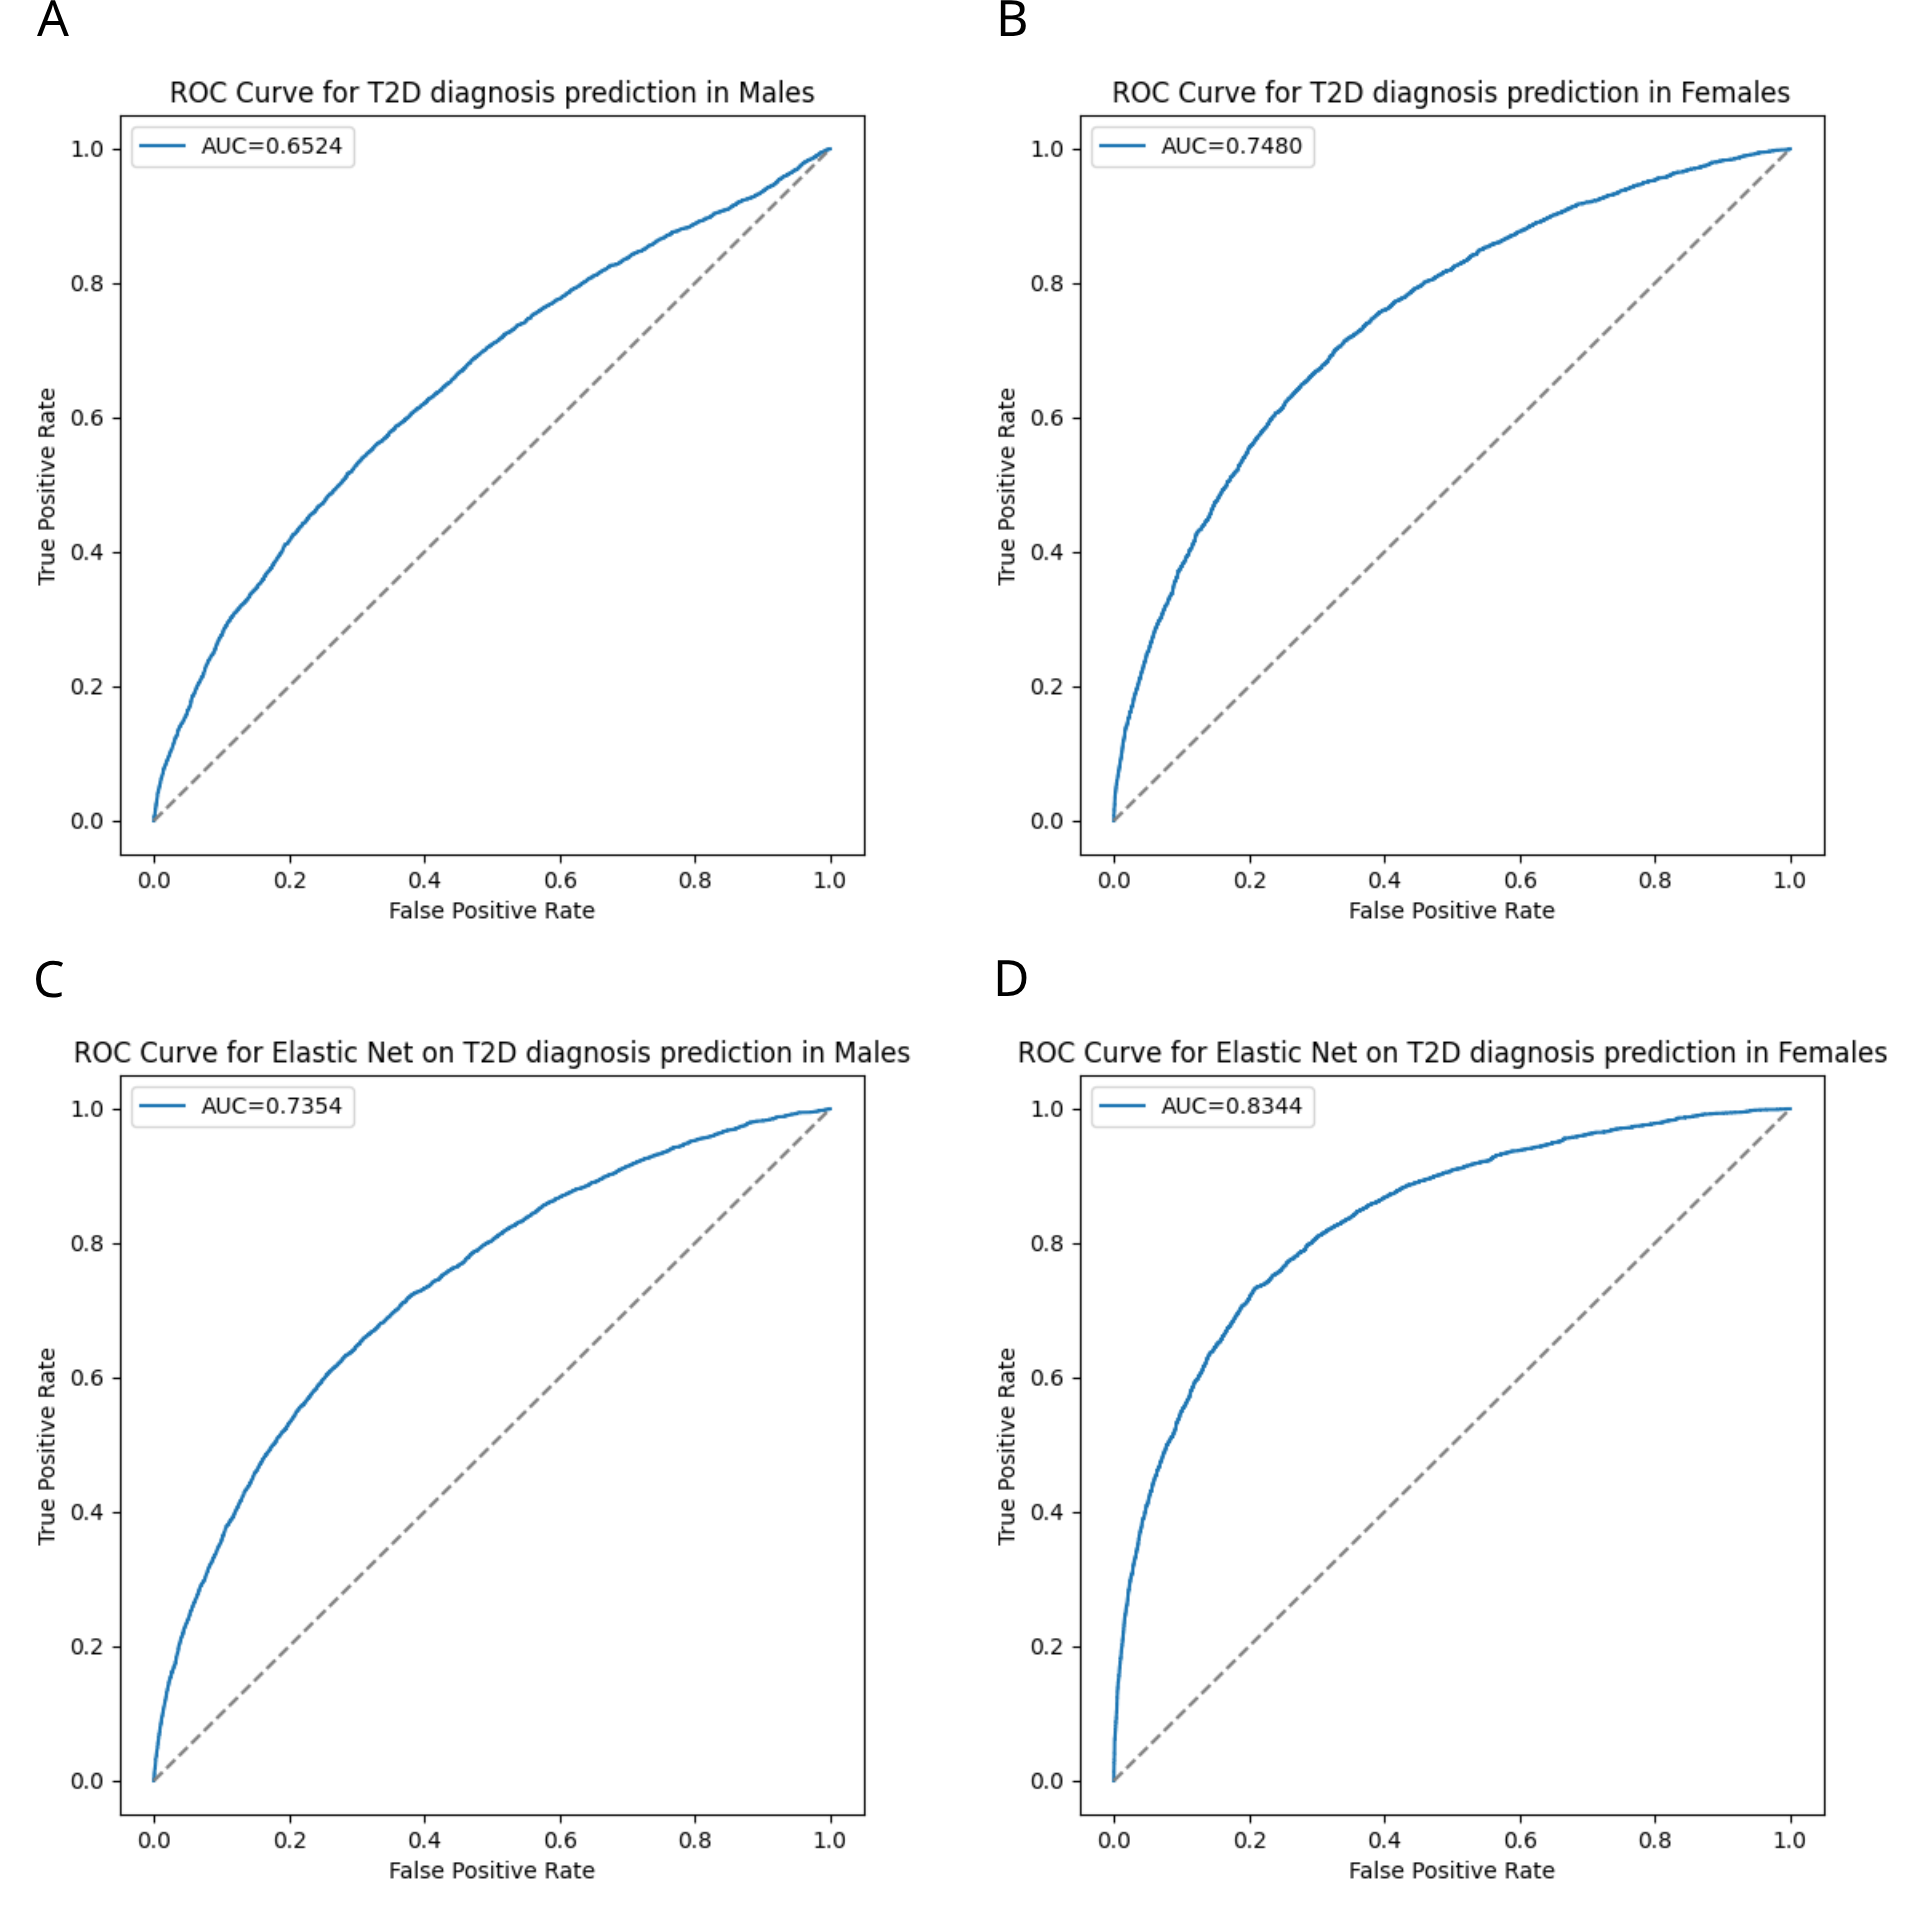 A
ROC Curve for T2D diagnosis prediction in Males
AUC=0.6524
True Positive Rate
1.0
0.8
0.6
0.4
0.2
0.0
0.0 0.2 0.4 0.6 0.8 1.0
False Positive Rate
B
ROC Curve for T2D diagnosis prediction in Females
AUC=0.7480
True Positive Rate
1.0
0.8
0.6
0.4
0.2
0.0
0.0 0.2 0.4 0.6 0.8 1.0
False Positive Rate
C
ROC Curve for Elastic Net on T2D diagnosis prediction in Males
AUC=0.7354
True Positive Rate
1.0
0.8
0.6
0.4
0.2
0.0
0.0 0.2 0.4 0.6 0.8 1.0
False Positive Rate
D
ROC Curve for Elastic Net on T2D diagnosis prediction in Females
AUC=0.8344
True Positive Rate
1.0
0.8
0.6
0.4
0.2
0.0
0.0 0.2 0.4 0.6 0.8 1.0
False Positive Rate